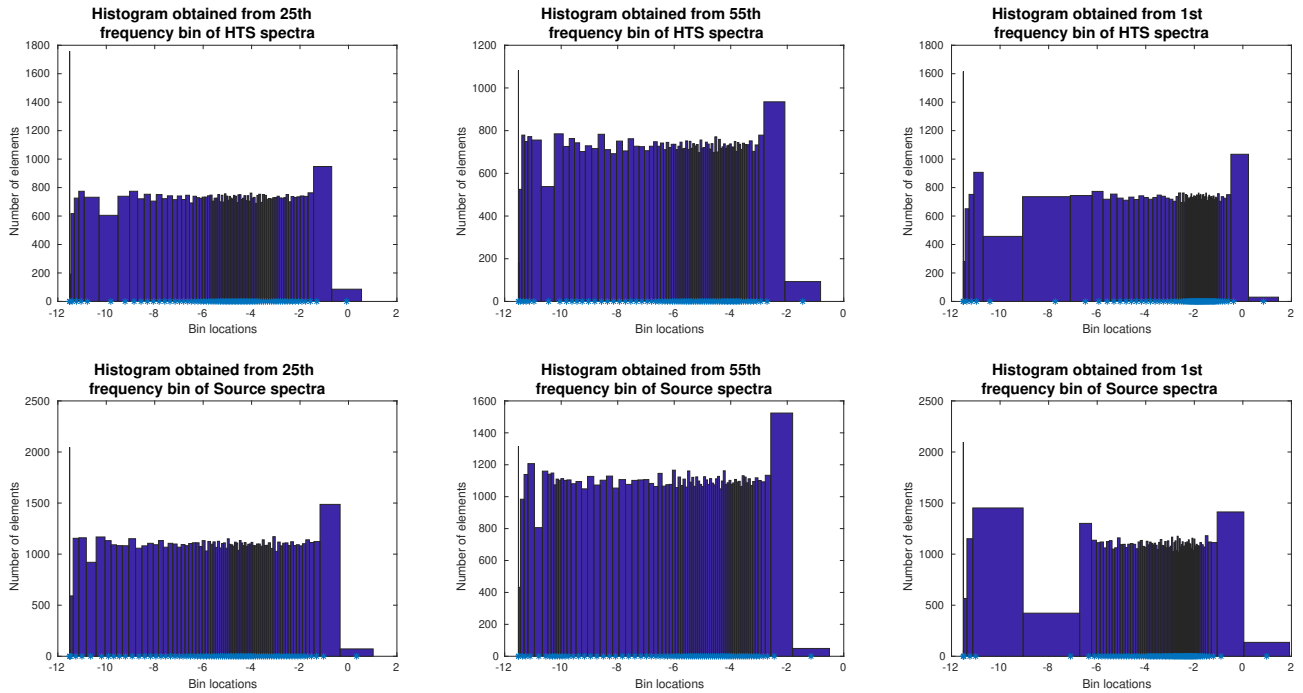 Histogram obtained from 25th
frequency bin of HTS spectra
1800
1600
1400
1200
1000
800
600
400
200
0
Number of elements
-12 -10 -8 -6 -4 -2 0 2
Bin locations
Histogram obtained from 55th
frequency bin of HTS spectra
1200
1000
800
600
400
200
0
Number of elements
-12 -10 -8 -6 -4 -2 0
Bin locations
Histogram obtained from 1st
frequency bin of HTS spectra
1800
1600
1400
1200
1000
800
600
400
200
0
Number of elements
-12 -10 -8 -6 -4 -2 0 2
Bin locations
Histogram obtained from 25th
frequency bin of Source spectra
2500
2000
1500
1000
500
0
Number of elements
-12 -10 -8 -6 -4 -2 0 2
Bin locations
Histogram obtained from 55th
frequency bin of Source spectra
1600
1400
1200
1000
800
600
400
200
0
Number of elements
-12 -10 -8 -6 -4 -2 0
Bin locations
Histogram obtained from 1st
frequency bin of Source spectra
2500
2000
1500
1000
500
0
Number of elements
-12 -10 -8 -6 -4 -2 0 2
Bin locations